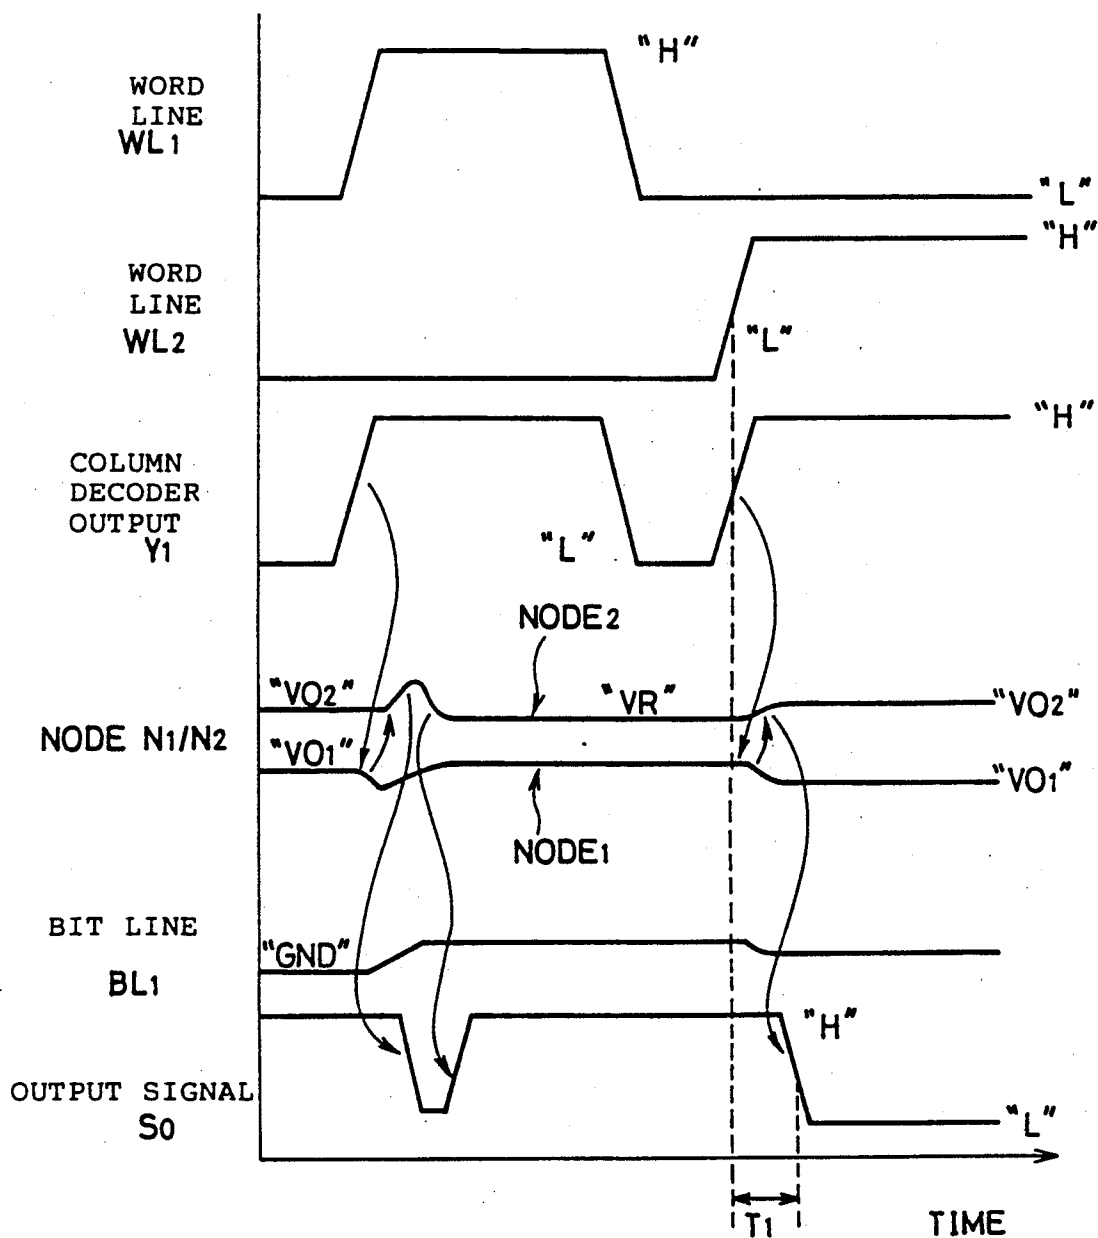 "H"
WORD
LINE
WL1
"L"
"H"
WORD
LINE
WL2
"L"
"H"
COLUMN
DECODER
OUTPUT
Y1
"L"
NODE2
"VO2"
"VR"
"VO2"
NODE N1/N2
"VO1"
"VO1"
NODE1
BIT LINE
"GND"
BL1
"H"
OUTPUT SIGNAL
S0
"L"
T1
TIME